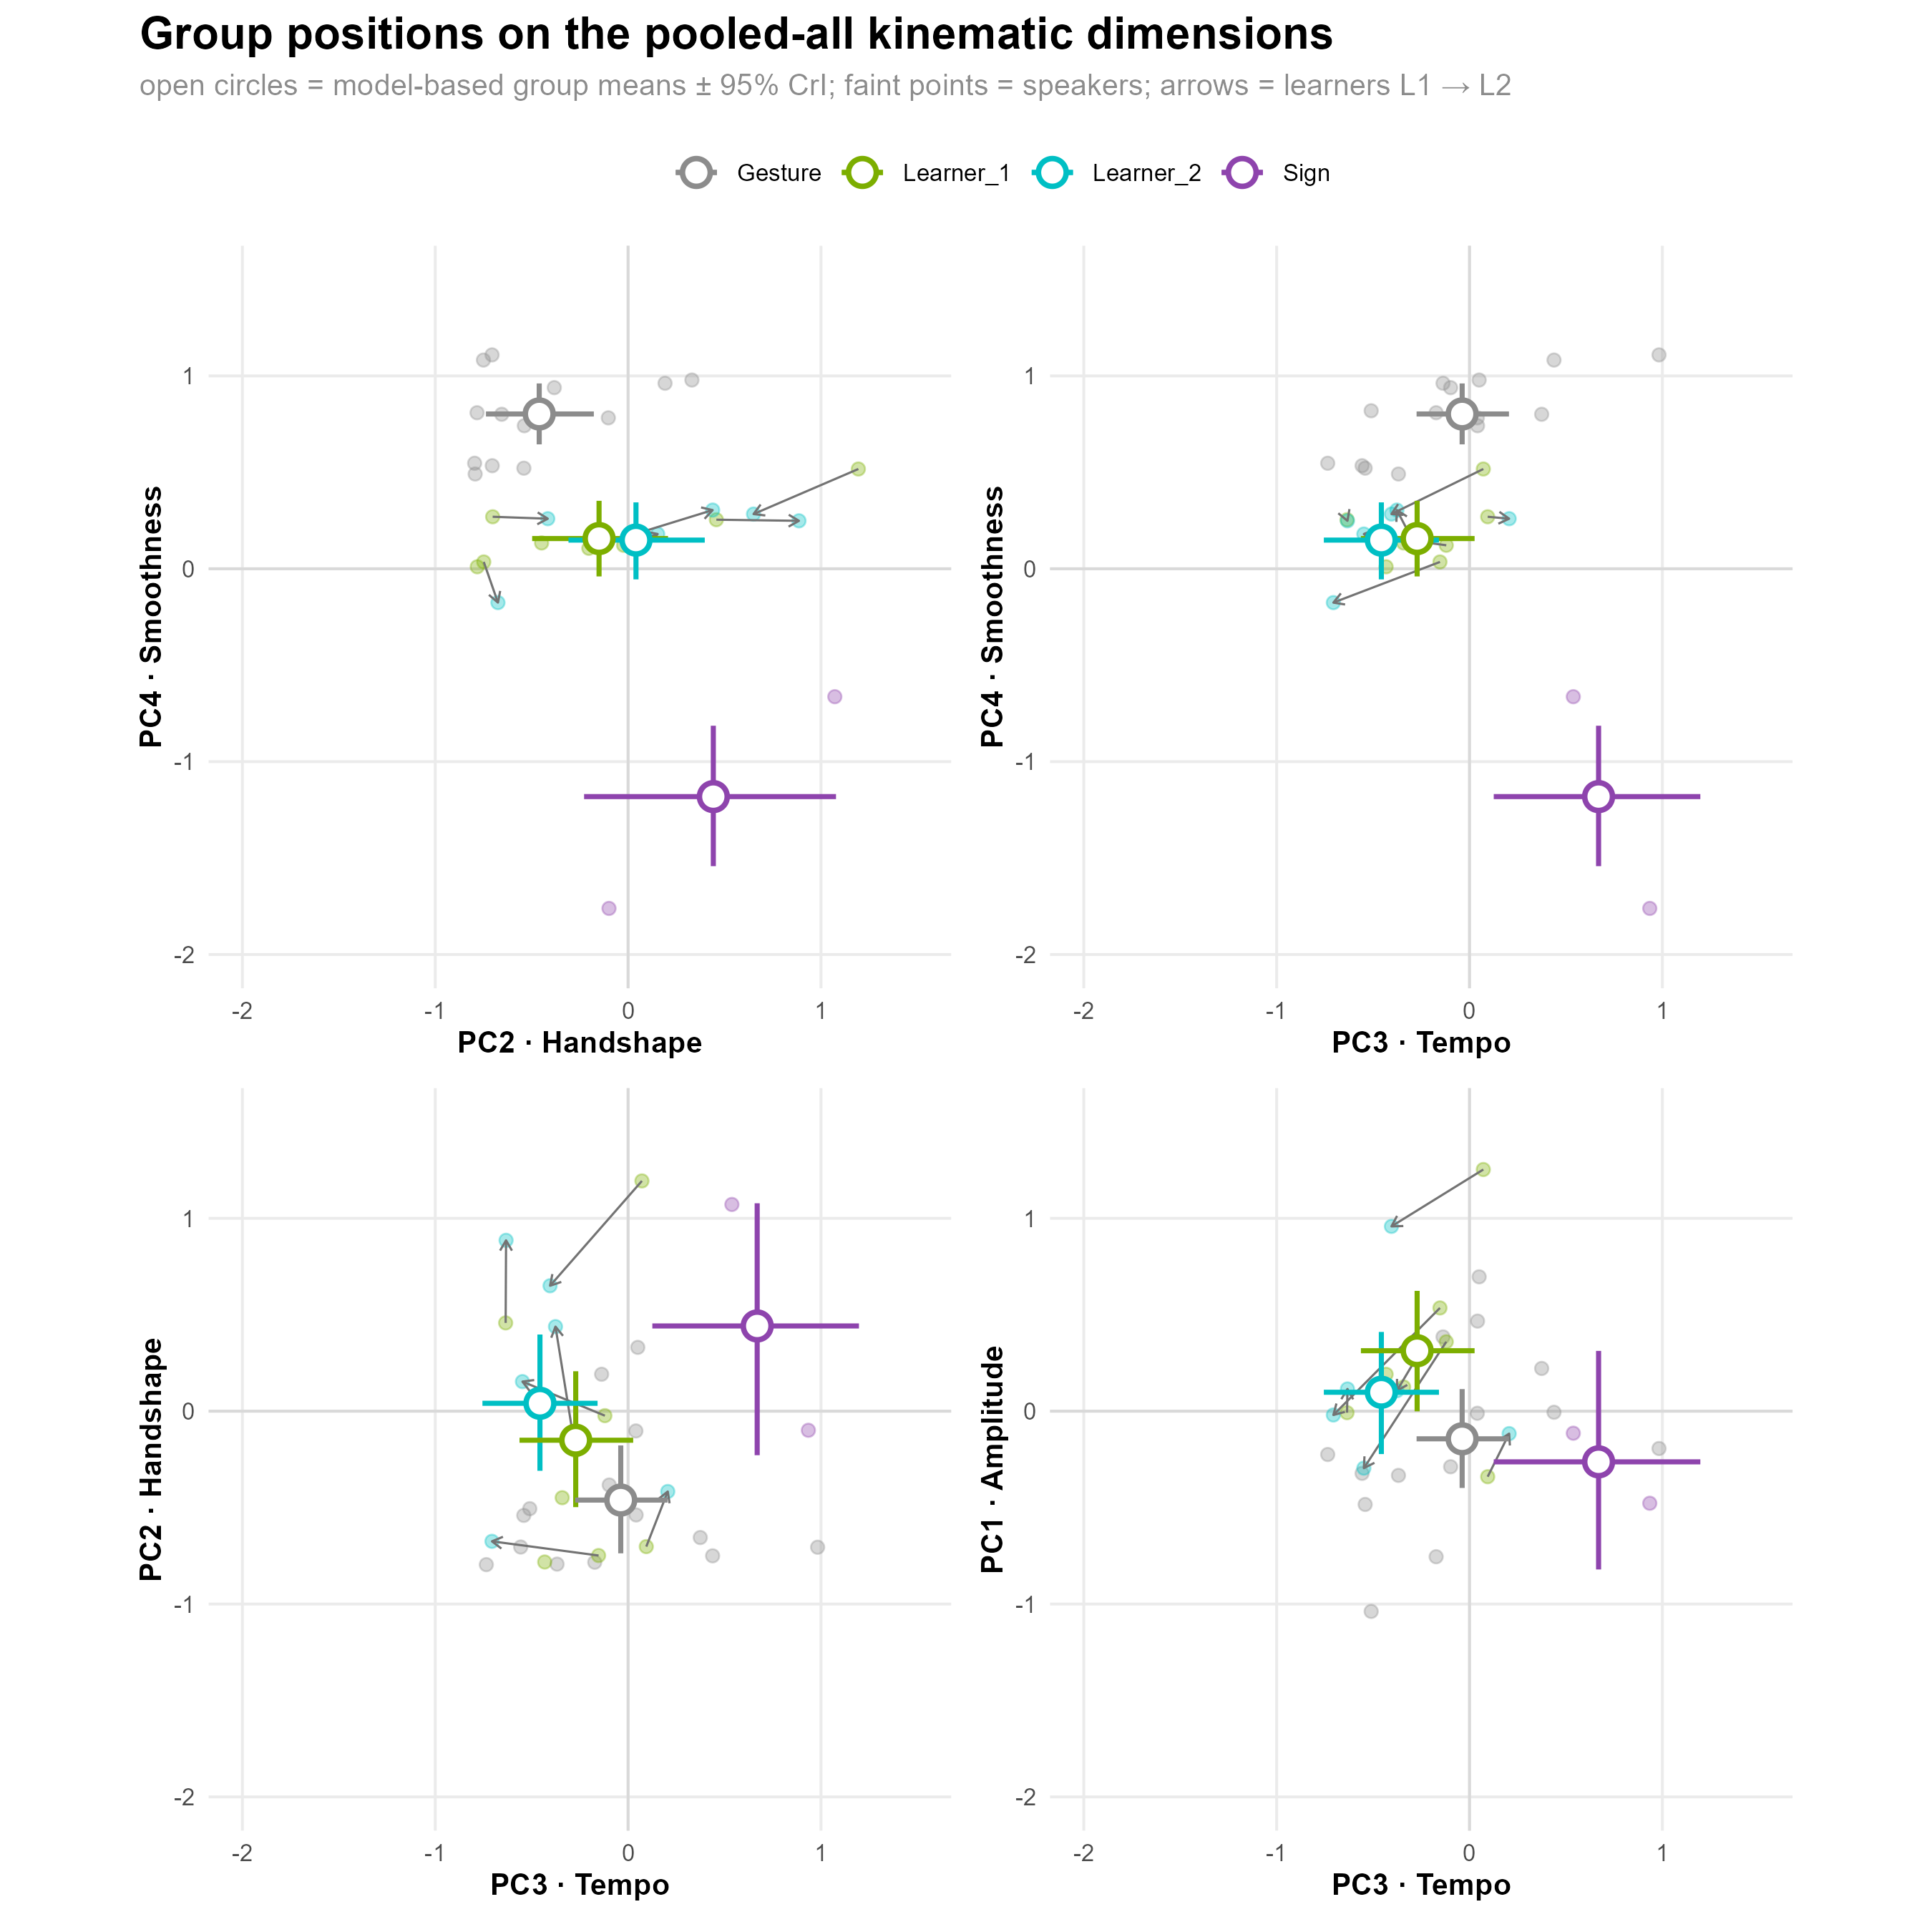 Group positions on the pooled-all kinematic dimensions
open circles = model-based group means ± 95% CrI; faint points = speakers; arrows = learners L1 → L2
Gesture Learner_1 Learner_2 Sign
1
0
-1
-2
PC4 · Smoothness
-2 -1 0 1
PC2 · Handshape
1
0
-1
-2
PC4 · Smoothness
-2 -1 0 1
PC3 · Tempo
1
0
-1
-2
PC2 · Handshape
-2 -1 0 1
PC3 · Tempo
1
0
-1
-2
PC1 · Amplitude
-2 -1 0 1
PC3 · Tempo